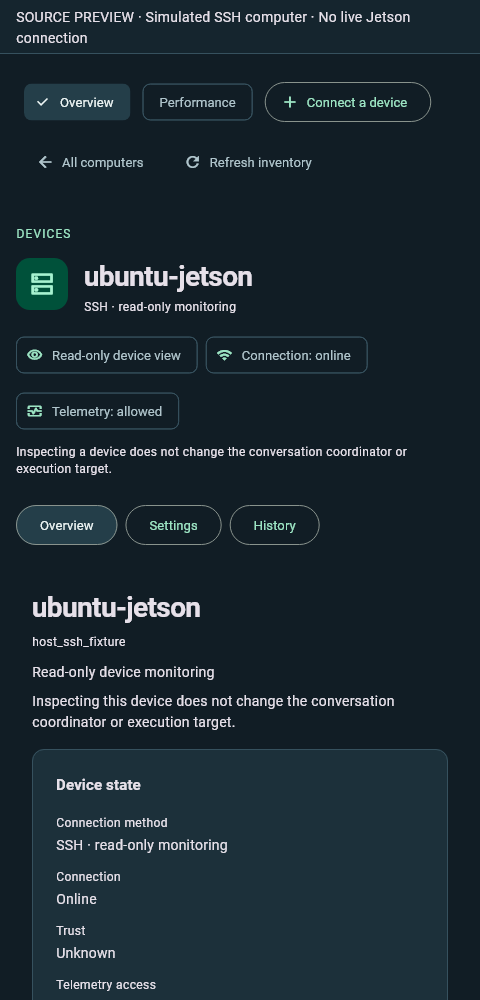 SOURCE PREVIEW · Simulated SSH computer · No live Jetson
connection
Overview
Performance
Connect a device
All computers
Refresh inventory
DEVICES
ubuntu-jetson
SSH · read-only monitoring
Read-only device view
Connection: online
Telemetry: allowed
Inspecting a device does not change the conversation coordinator or
execution target.
Overview
Settings
History
ubuntu-jetson
host_ssh_fixture
Read-only device monitoring
Inspecting this device does not change the conversation
coordinator or execution target.
Device state
Connection method
SSH · read-only monitoring
Connection
Online
Trust
Unknown
Telemetry access